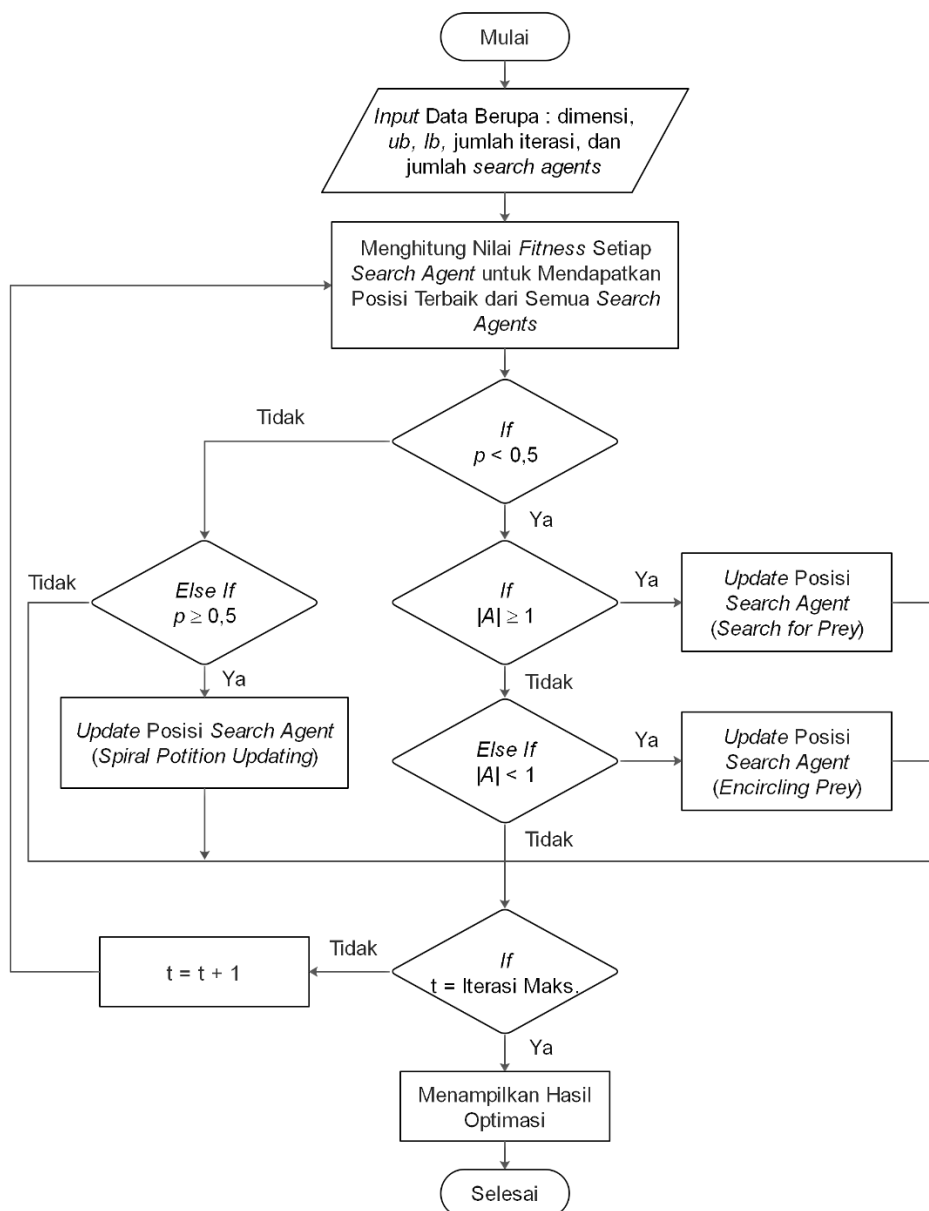 Mulai
Input Data Berupa : dimensi,
ub, lb, jumlah iterasi, dan
jumlah search agents
Menghitung Nilai Fitness Setiap
Search Agent untuk Mendapatkan
Posisi Terbaik dari Semua Search
Agents
Tidak
If
p < 0,5
Ya
Tidak
Else If
p ≥ 0,5
If
|A| ≥ 1
Ya
Update Posisi
Search Agent
(Search for Prey)
Ya
Tidak
Update Posisi Search Agent
(Spiral Potition Updating)
Else If
|A| < 1
Ya
Update Posisi
Search Agent
(Encircling Prey)
Tidak
t = t + 1
Tidak
If
t = Iterasi Maks.
Ya
Menampilkan Hasil
Optimasi
Selesai